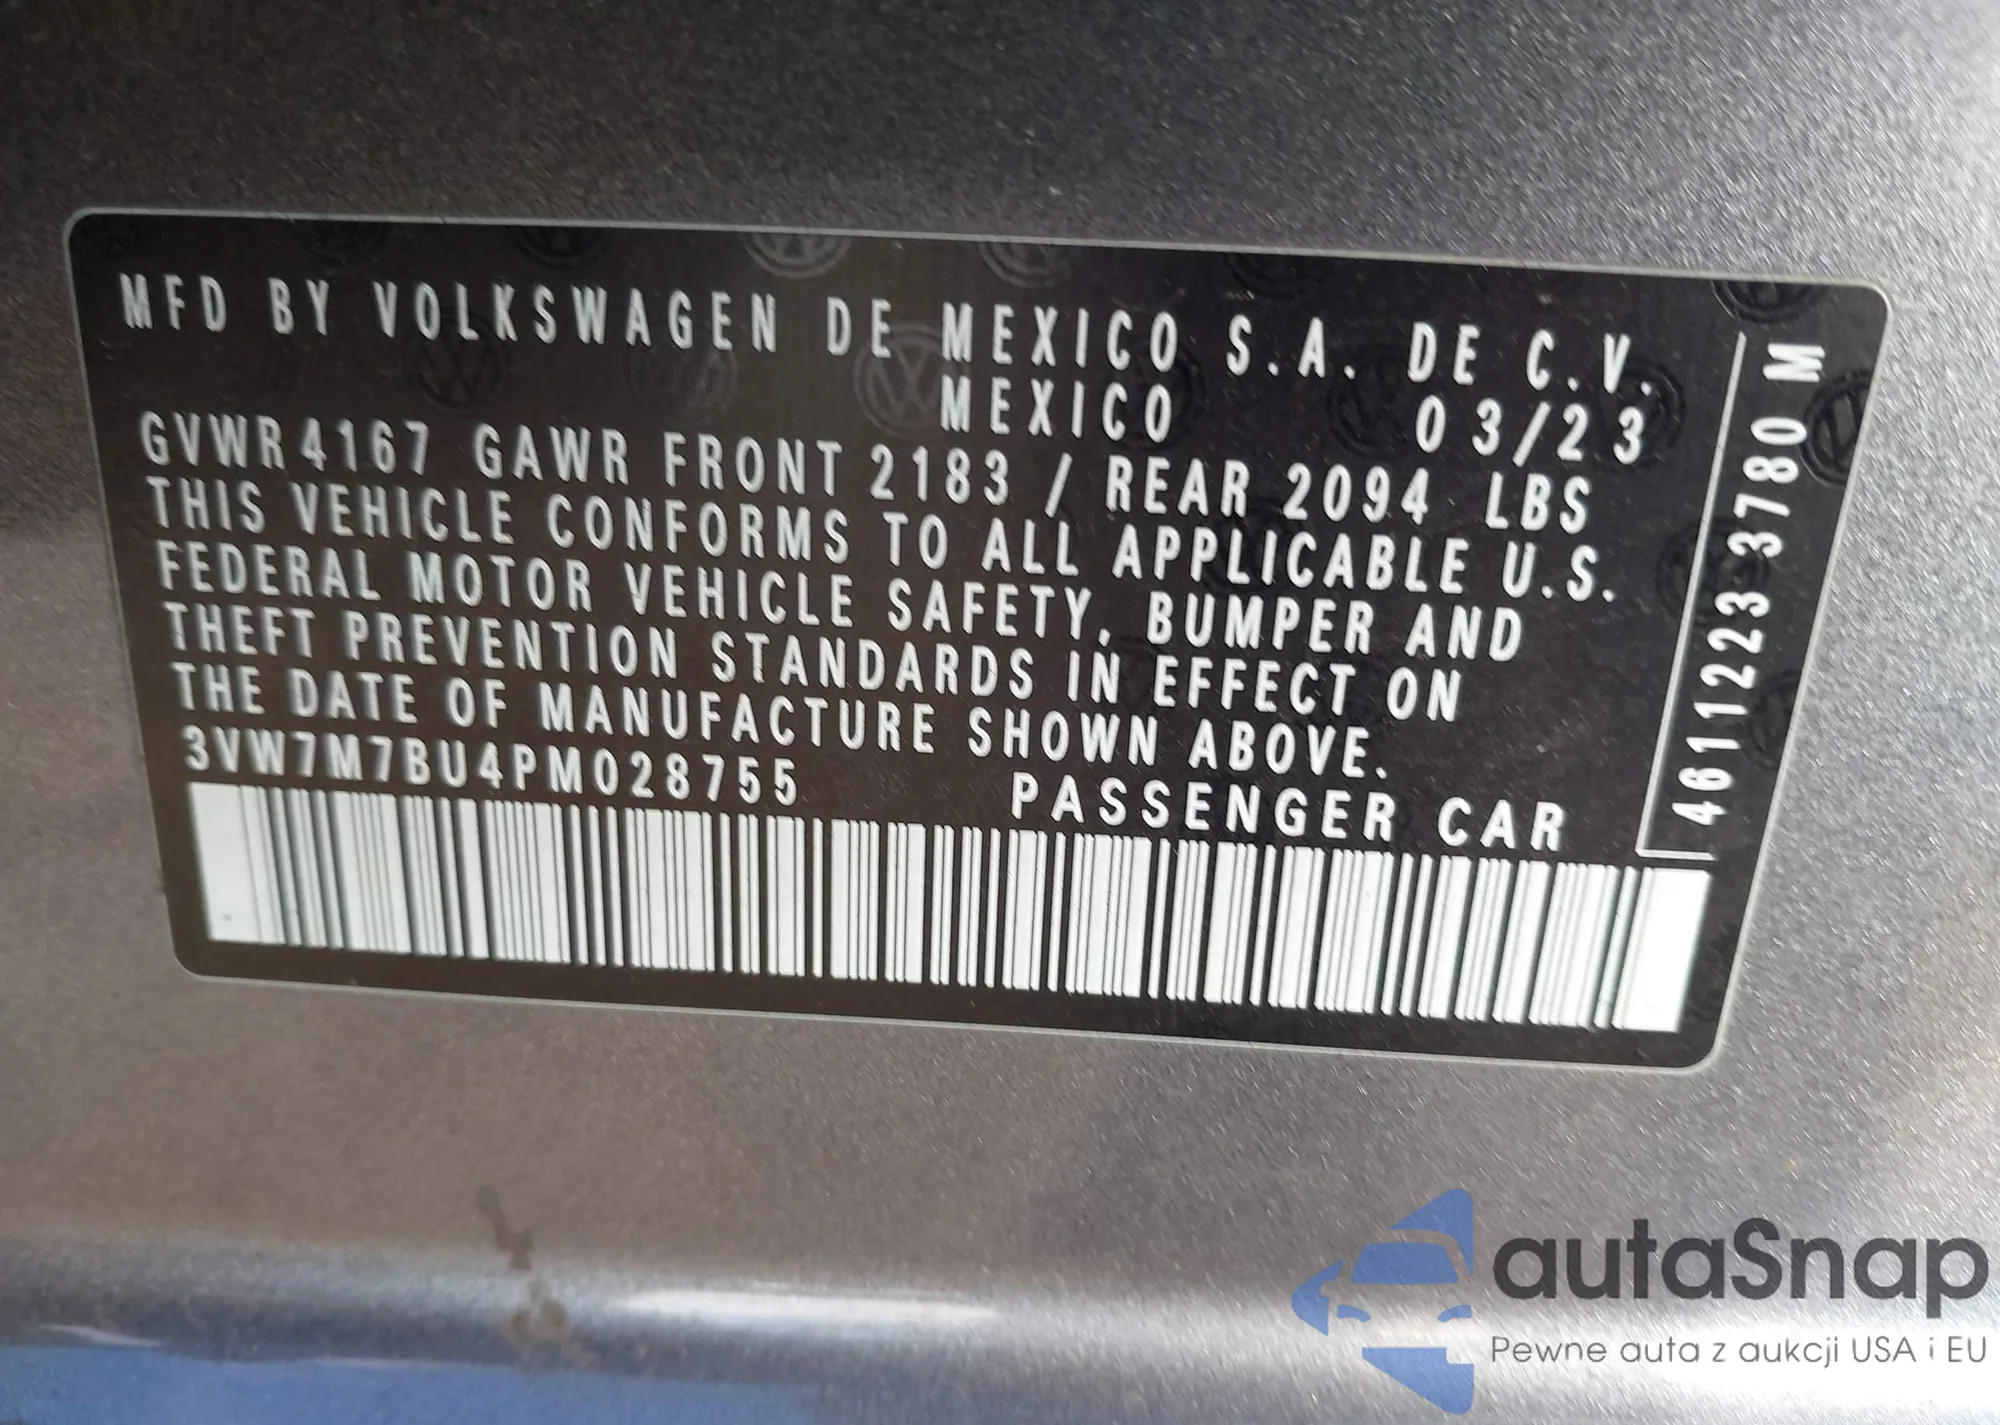 MFD BY VOLKSWAGEN DE MEXICO S.A. DE C.V.
MEXICO 03/23
GVWR 4167 GAWR FRONT 2183 / REAR 2094 LBS
THIS VEHICLE CONFORMS TO ALL APPLICABLE U.S.
FEDERAL MOTOR VEHICLE SAFETY, BUMPER AND
THEFT PREVENTION STANDARDS IN EFFECT ON
THE DATE OF MANUFACTURE SHOWN ABOVE.
3VW7M7BU4PM028755 PASSENGER CAR
4611223 3780 M
autaSnap
Pewne auta z aukcji USA i EU